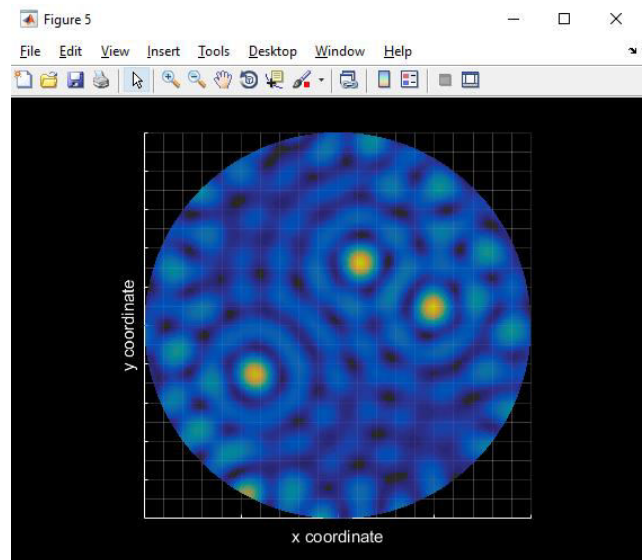 Figure 5
File Edit View Insert Tools Desktop Window Help
y coordinate
x coordinate